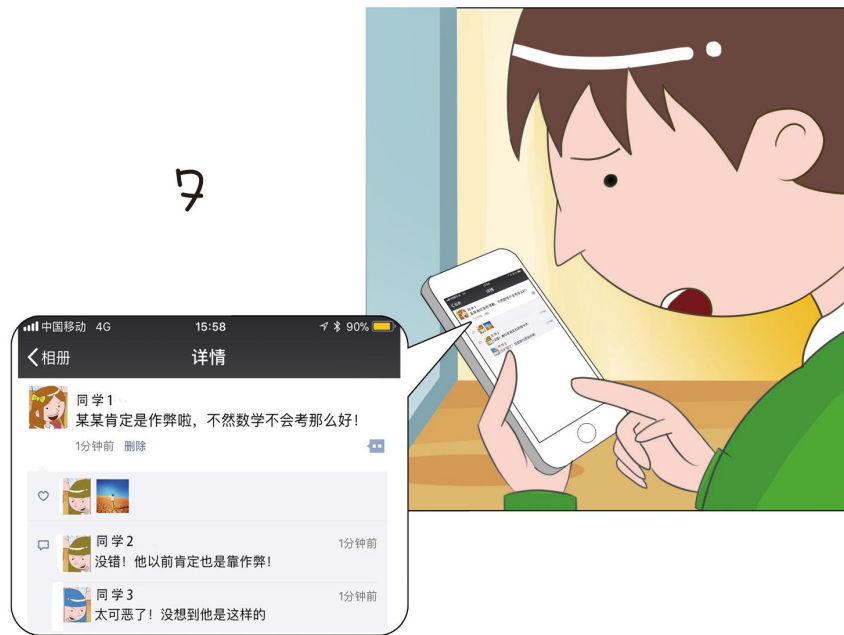 7
中国移动 4G 15:58 90%
相册 详情
同学1
某某肯定是作弊啦，不然数学不会考那么好！
1分钟前 删除
同学2 1分钟前
没错！他以前肯定也是靠作弊！
同学3 1分钟前
太可恶了！没想到他是这样的